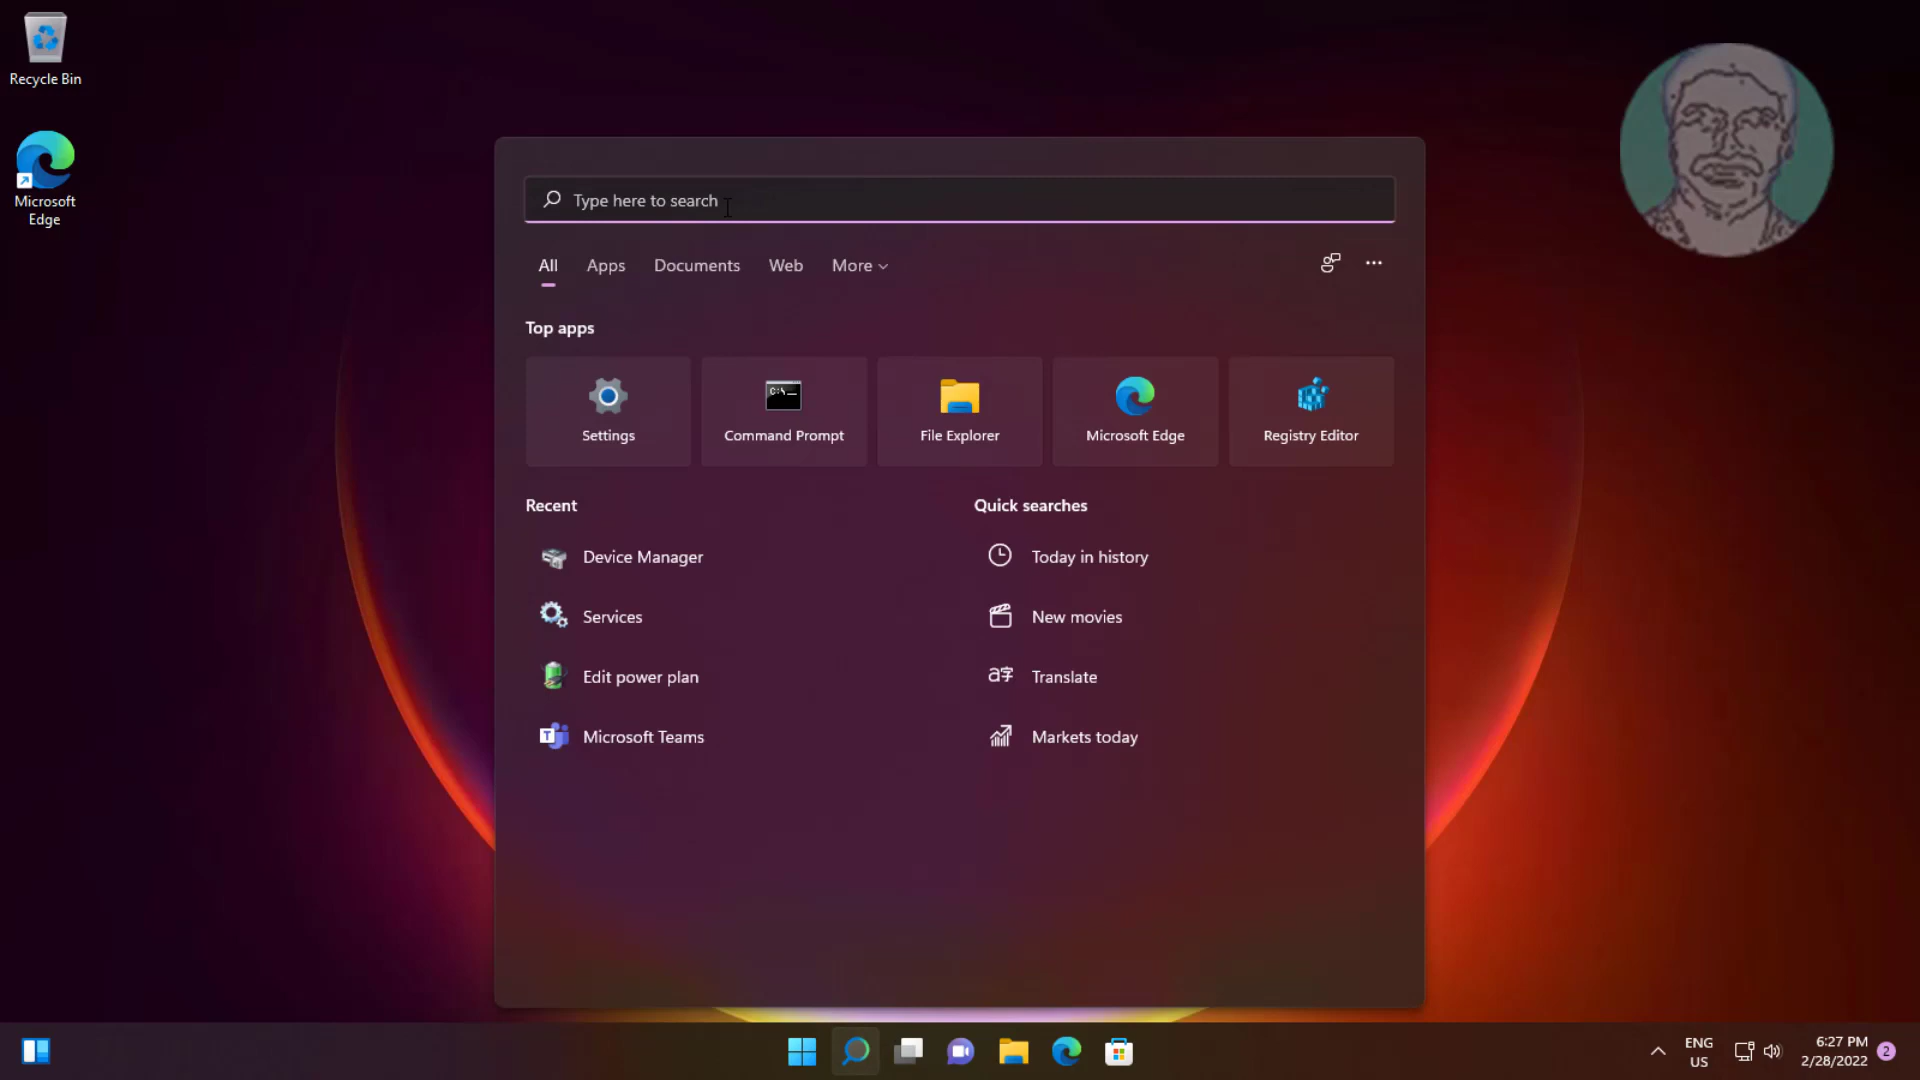 Recycle Bin
Microsoft
Edge
Type here to search
All Apps Documents Web More
Top apps
Settings Command Prompt File Explorer Microsoft Edge Registry Editor
Recent Quick searches
Device Manager Today in history
Services New movies
Edit power plan Translate
Microsoft Teams Markets today
ENG 6:27 PM
US 2/28/2022 2